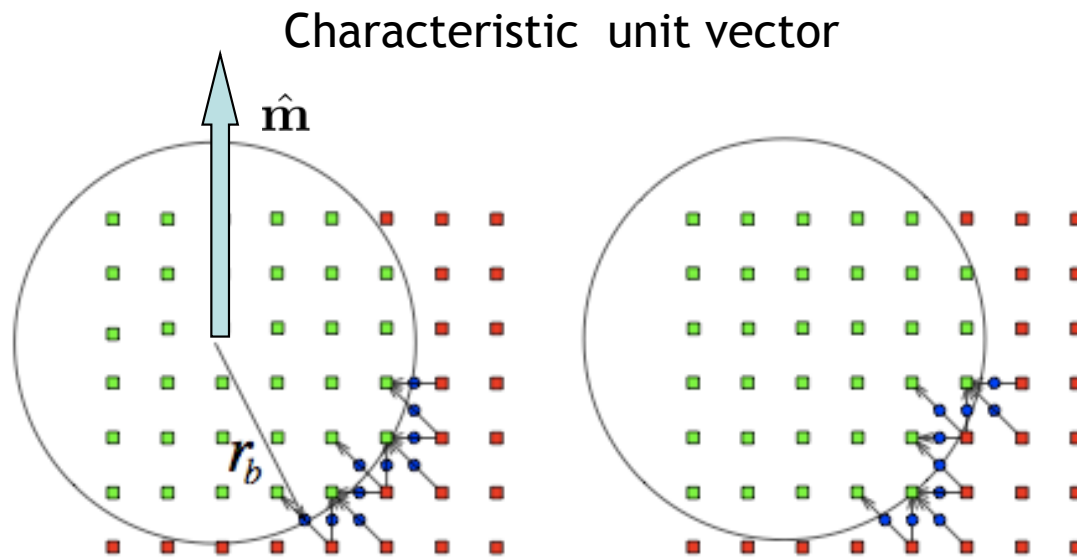 Characteristic unit vector
m̂
r_b